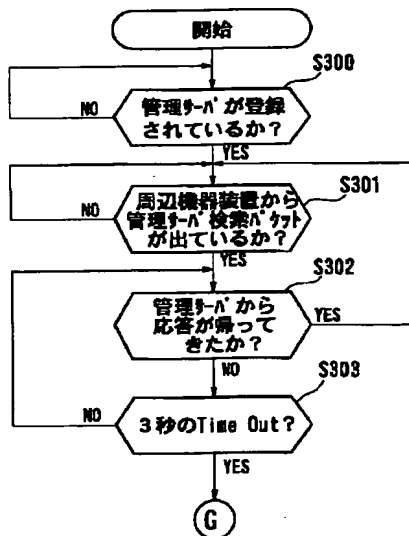 開始
S300
管理サーバが登録
されているか?
NO
YES
S301
周辺機器装置から
管理サーバ検索パケット
が出ているか?
NO
YES
S302
管理サーバから
応答が帰って
きたか?
YES
NO
S303
3秒のTime Out?
NO
YES
G